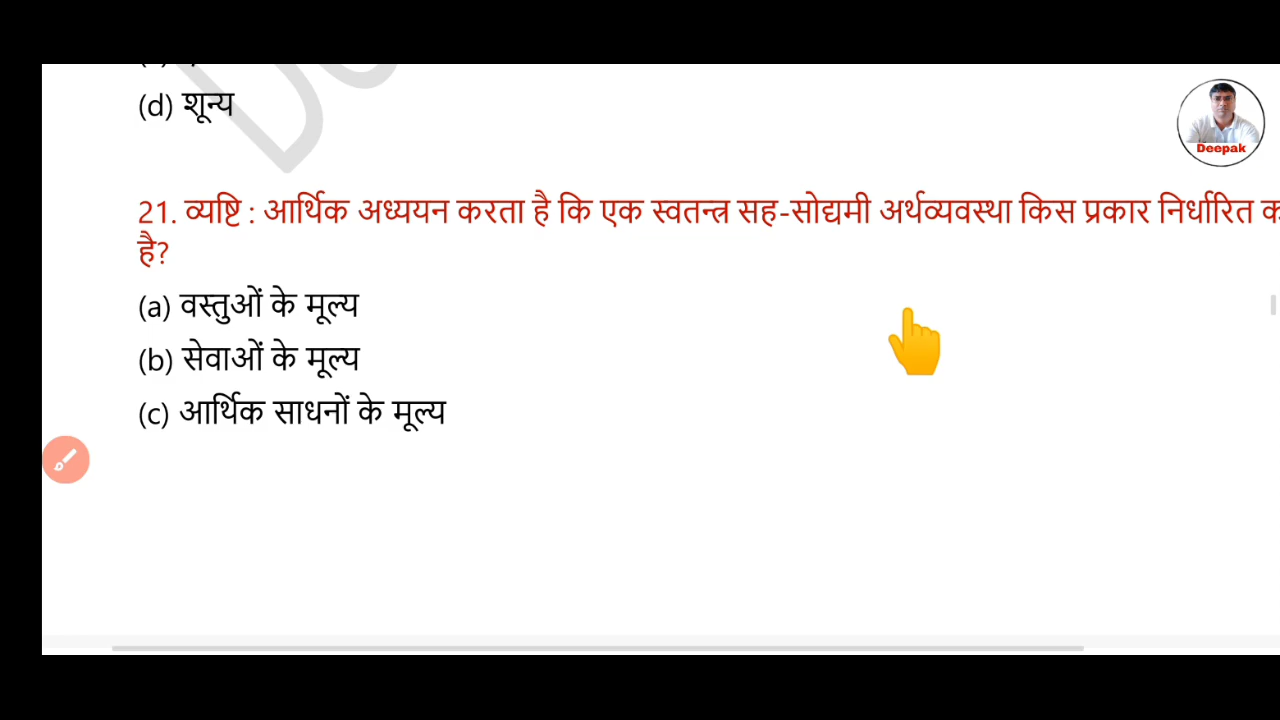 (d) शून्य
Deepak
21. व्यष्टि : आर्थिक अध्ययन करता है कि एक स्वतन्त्र सह-सोद्यमी अर्थव्यवस्था किस प्रकार निर्धारित
है?
(a) वस्तुओं के मूल्य
(b) सेवाओं के मूल्य
(c) आर्थिक साधनों के मूल्य